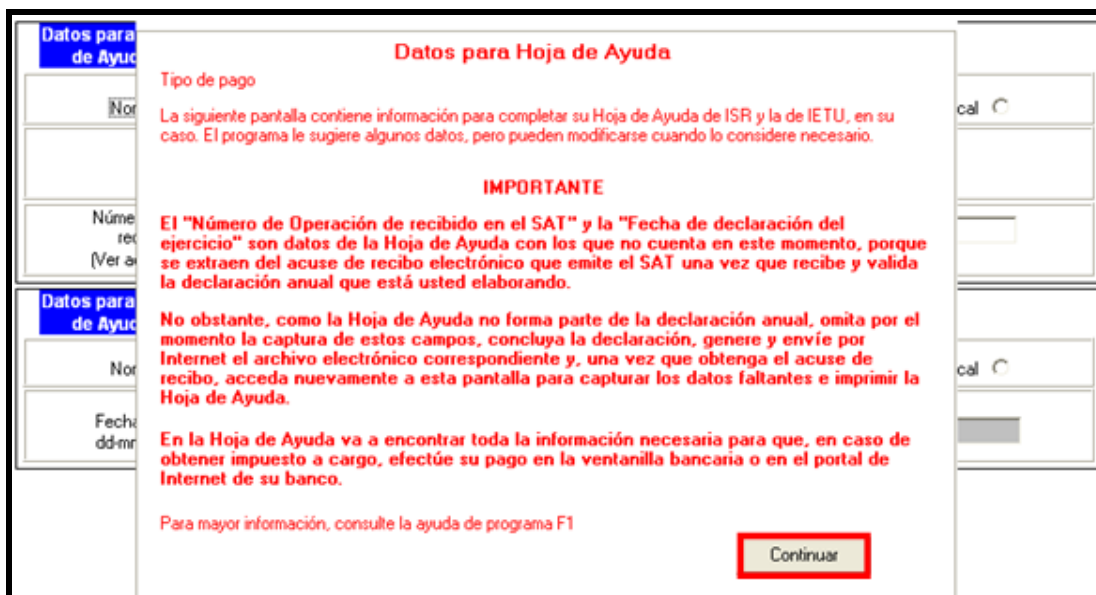 Datos para
de Ayud
Datos para Hoja de Ayuda
Tipo de pago
Nor
cal
La siguiente pantalla contiene información para completar su Hoja de Ayuda de ISR y la de IETU, en su
caso. El programa le sugiere algunos datos, pero pueden modificarse cuando lo considere necesario.
IMPORTANTE
Núme
rec
(Ver a
El "Número de Operación de recibido en el SAT" y la "Fecha de declaración del
ejercicio" son datos de la Hoja de Ayuda con los que no cuenta en este momento, porque
se extraen del acuse de recibo electrónico que emite el SAT una vez que recibe y valida
la declaración anual que está usted elaborando.
Datos para
de Ayud
No obstante, como la Hoja de Ayuda no forma parte de la declaración anual, omita por el
momento la captura de estos campos, concluya la declaración, genere y envíe por
Internet el archivo electrónico correspondiente y, una vez que obtenga el acuse de
recibo, acceda nuevamente a esta pantalla para capturar los datos faltantes e imprimir la
Hoja de Ayuda.
Nor
cal
Fecha
dd-mm
En la Hoja de Ayuda va a encontrar toda la información necesaria para que, en caso de
obtener impuesto a cargo, efectúe su pago en la ventanilla bancaria o en el portal de
Internet de su banco.
Para mayor información, consulte la ayuda de programa F1
Continuar